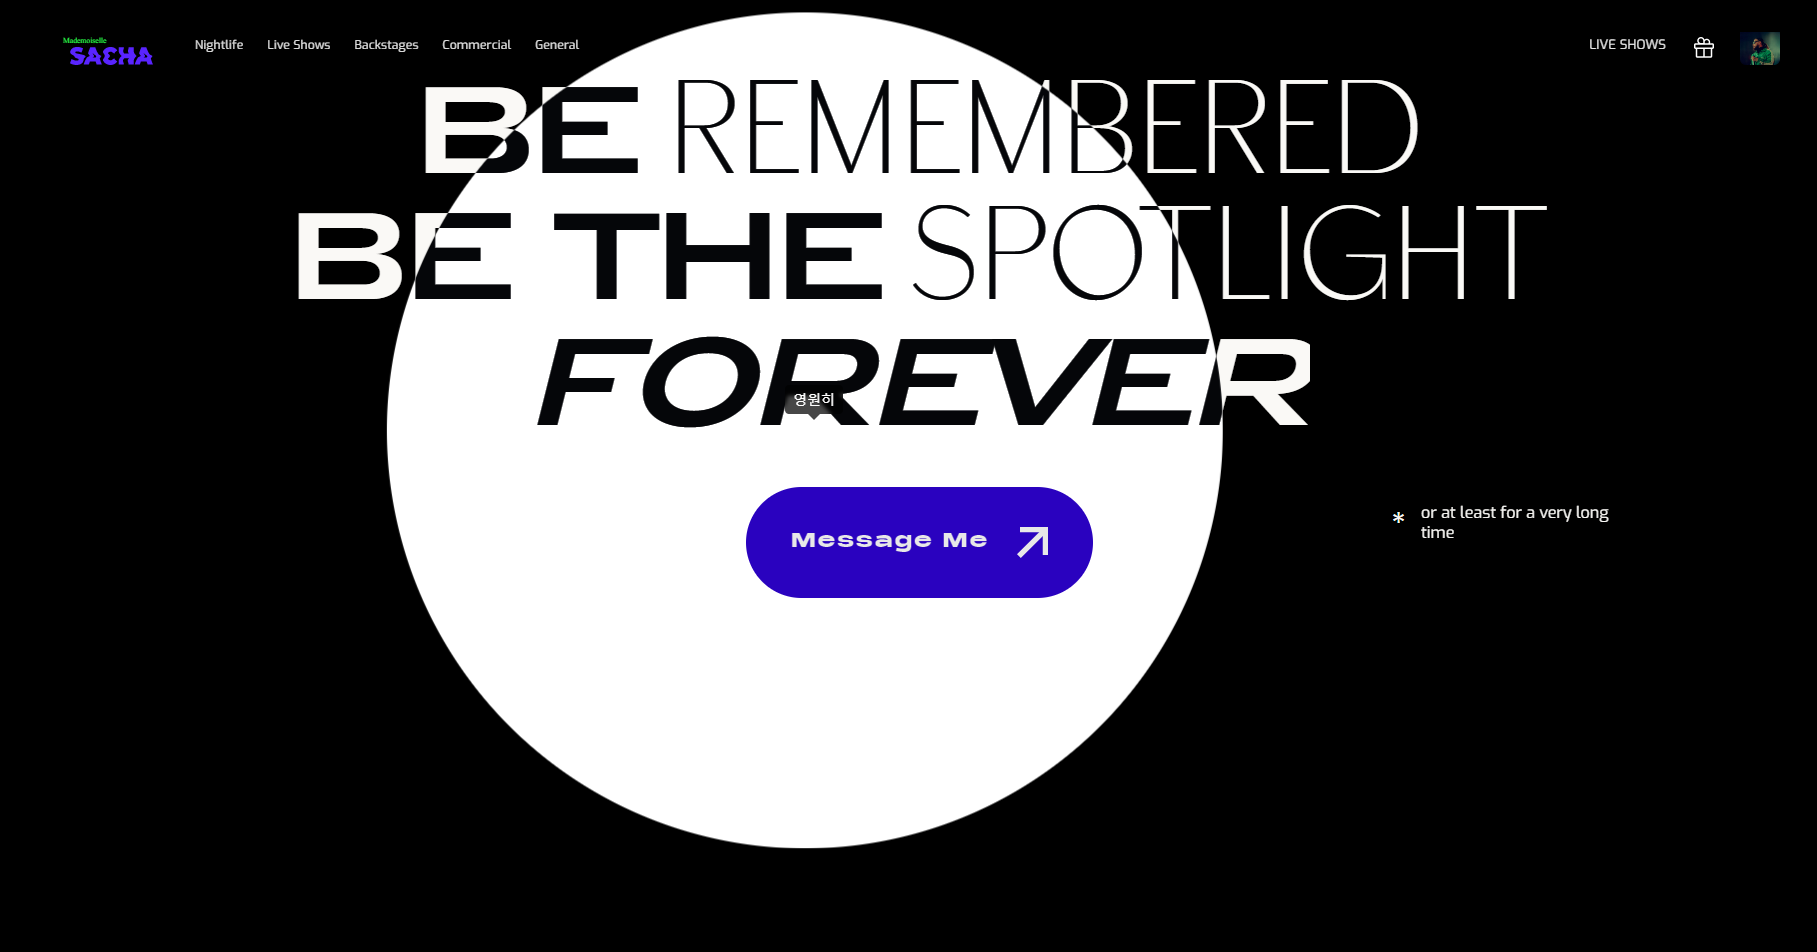 Mademoiselle
SACHA
Nightlife
Live Shows
Backstages
Commercial
General
LIVE SHOWS
BE REMEMBERED
BE THE SPOTLIGHT
FOREVER
영원히
Message Me
* or at least for a very long
time